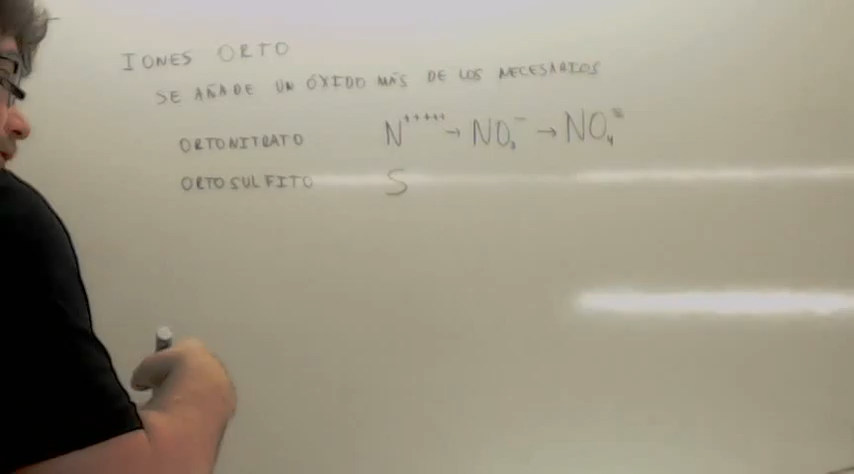 IONES ORTO
SE AÑADE UN ÓXIDO MÁS DE LOS NECESARIOS
ORTONITRATO N⁺⁺⁺⁺⁺ → NO₃⁻ → NO₄≡
ORTOSULFITO S